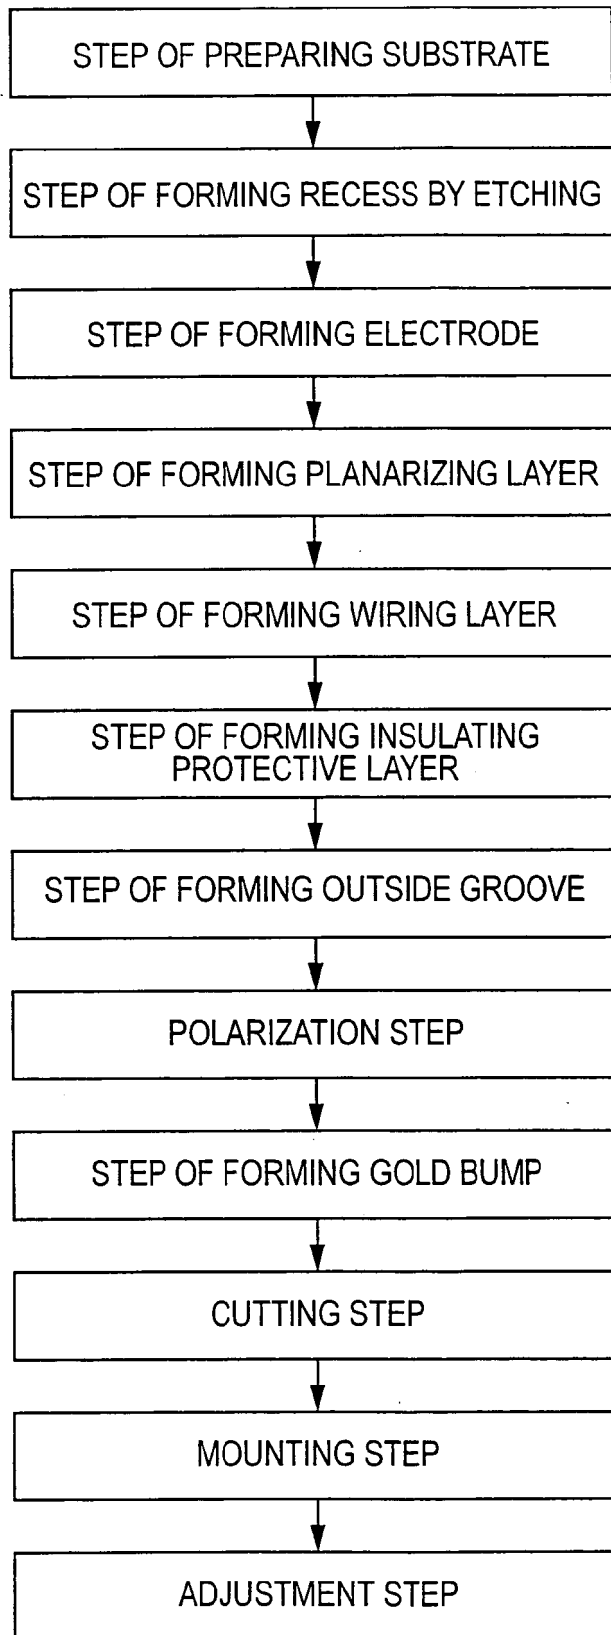 STEP OF PREPARING SUBSTRATE
STEP OF FORMING RECESS BY ETCHING
STEP OF FORMING ELECTRODE
STEP OF FORMING PLANARIZING LAYER
STEP OF FORMING WIRING LAYER
STEP OF FORMING INSULATING
PROTECTIVE LAYER
STEP OF FORMING OUTSIDE GROOVE
POLARIZATION STEP
STEP OF FORMING GOLD BUMP
CUTTING STEP
MOUNTING STEP
ADJUSTMENT STEP